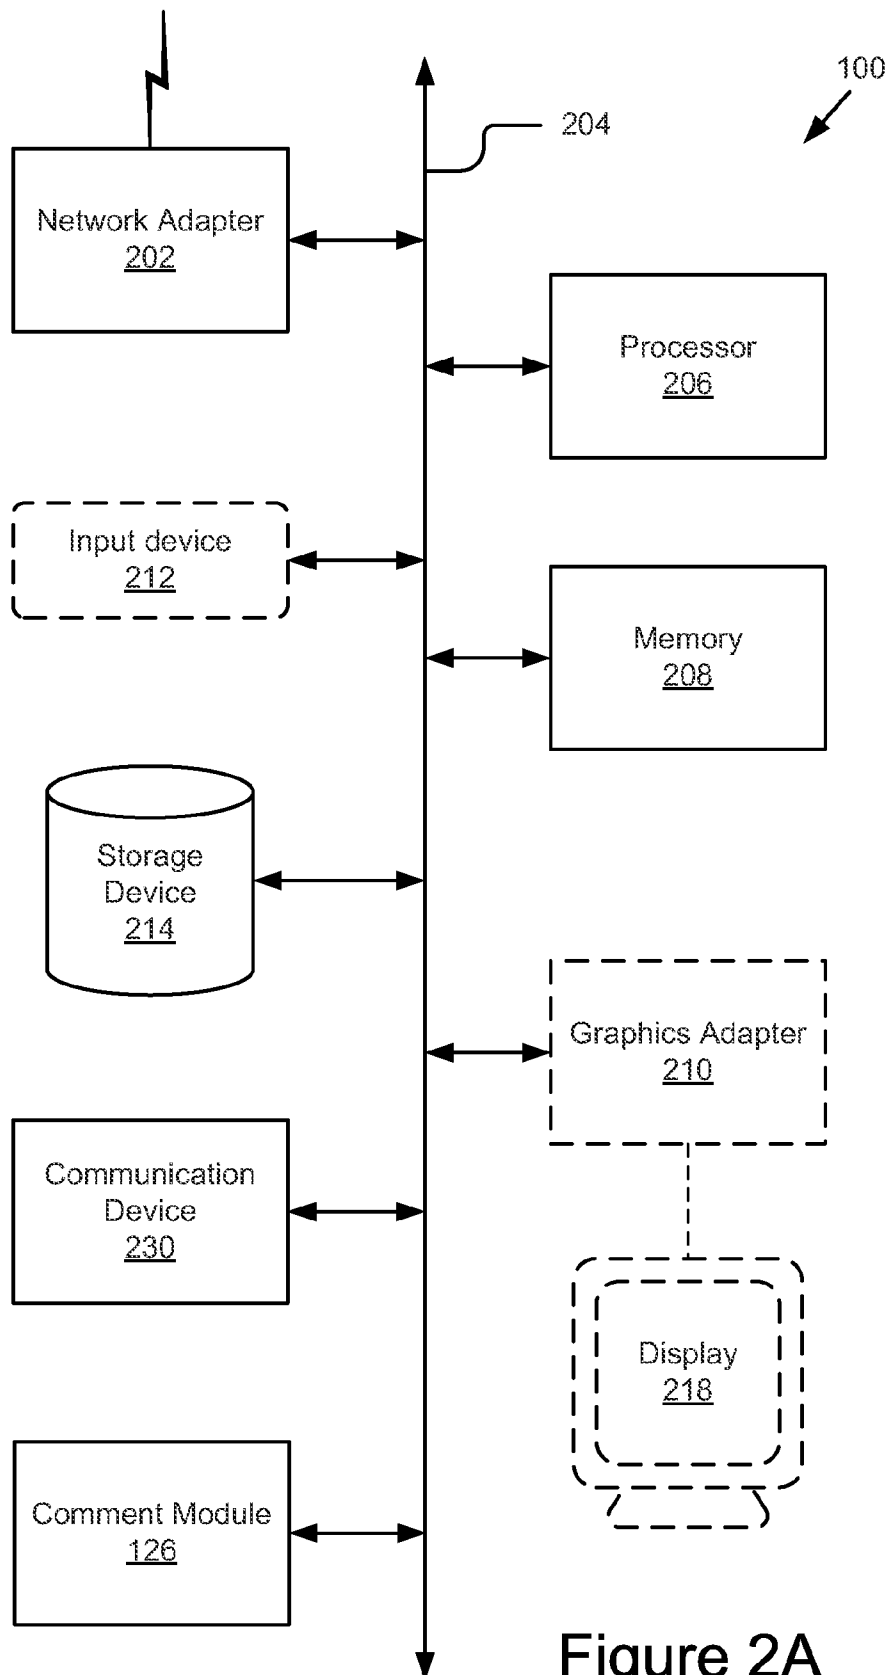 100
204
Network Adapter
202
Processor
206
Input device
212
Memory
208
Storage
Device
214
Graphics Adapter
210
Communication
Device
230
Display
218
Comment Module
126
Figure 2A